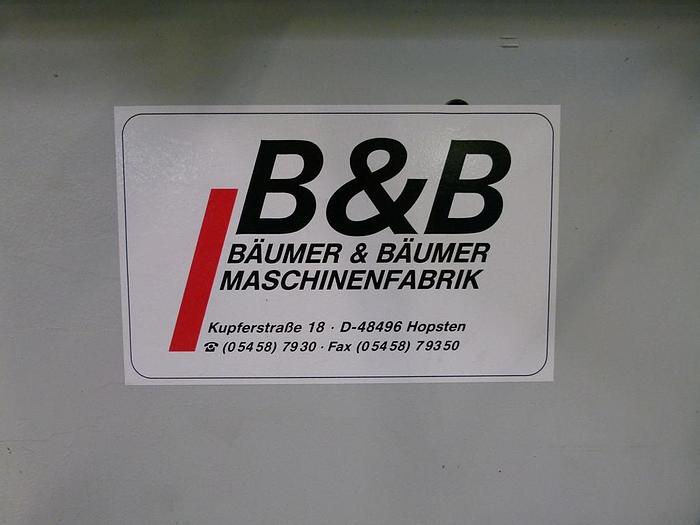 B&B
BÄUMER & BÄUMER
MASCHINENFABRIK
Kupferstraße 18 · D-48496 Hopsten
☎ (05458) 7930 · Fax (05458) 79350